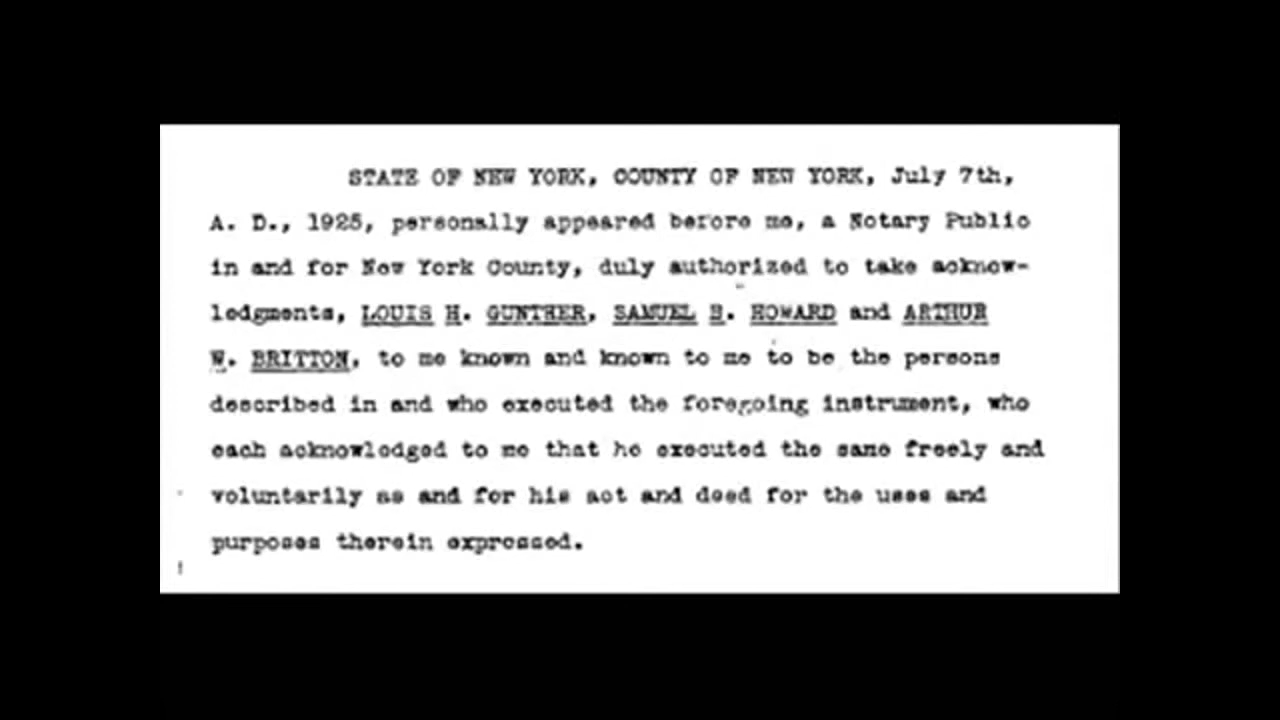 STATE OF NEW YORK, COUNTY OF NEW YORK, July 7th,
A. D., 1925, personally appeared before me, a Notary Public
in and for New York County, duly authorized to take acknow-
ledgments, LOUIS H. GUNTHER, SAMUEL B. HOWARD and ARTHUR
W. BRITTON, to me known and known to me to be the persons
described in and who executed the foregoing instrument, who
each acknowledged to me that he executed the same freely and
voluntarily as and for his act and deed for the uses and
purposes therein expressed.